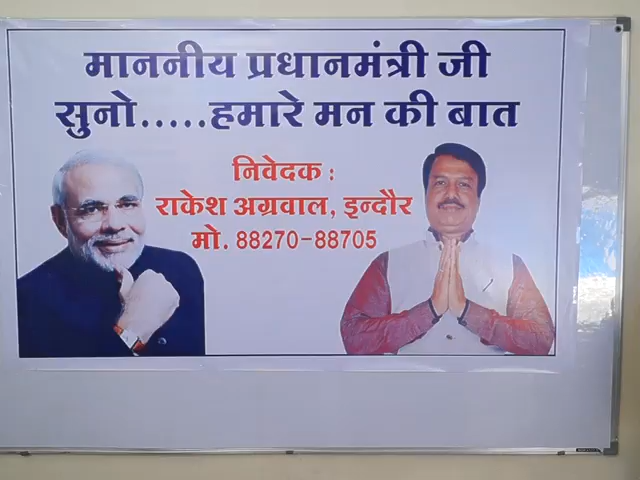 माननीय प्रधानमंत्री जी
सुनो.....हमारे मन की बात
निवेदक :
राकेश अग्रवाल, इन्दौर
मो. 88270-88705